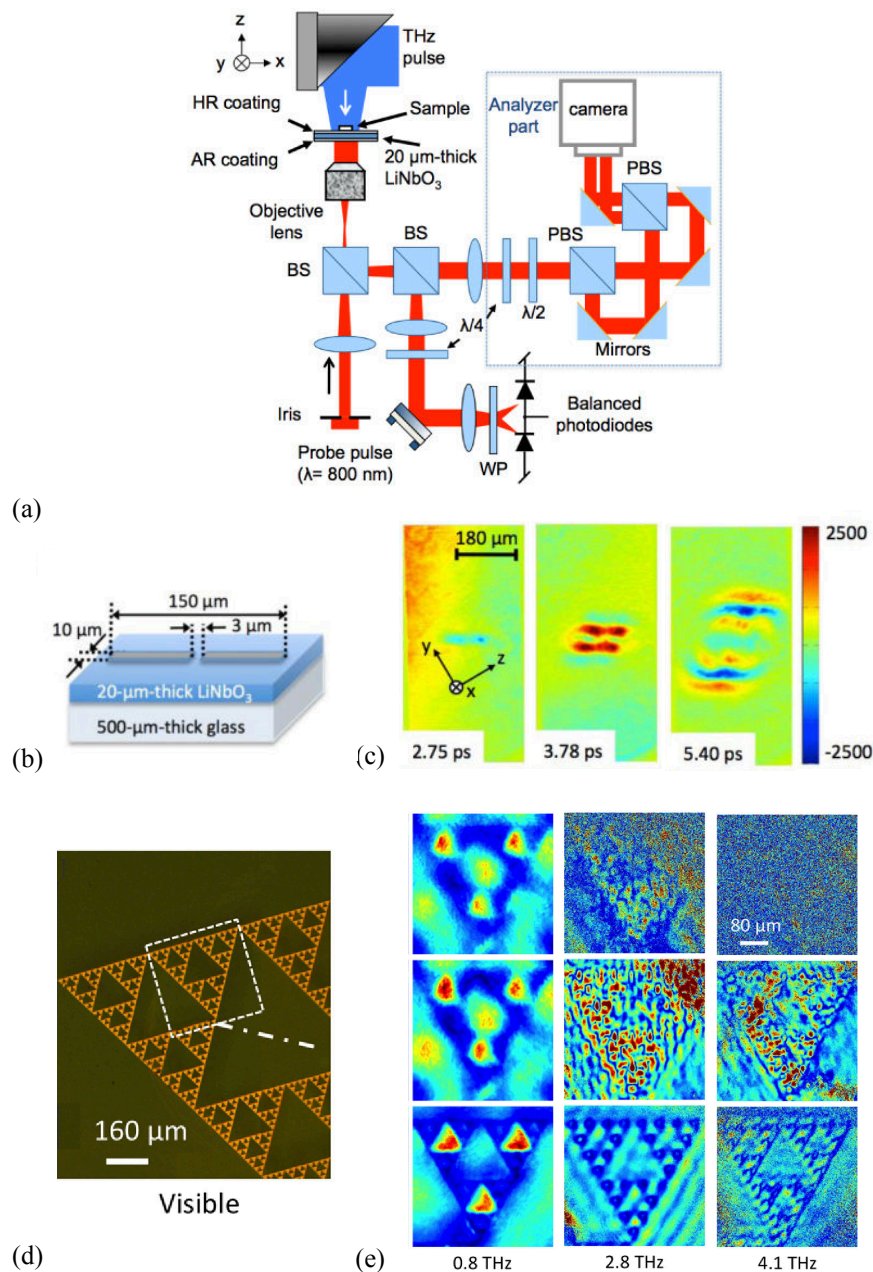 z
y
x
THz
pulse
HR coating
Sample
AR coating
20 µm-thick
LiNbO3
Objective
lens
Analyzer
part
camera
PBS
BS
BS
PBS
λ/4
λ/2
Mirrors
Iris
Probe pulse
(λ= 800 nm)
WP
Balanced
photodiodes
(a)
150 µm
10 µm
3 µm
20-µm-thick LiNbO3
500-µm-thick glass
(b)
180 µm
y
z
x
2.75 ps
3.78 ps
5.40 ps
2500
-2500
(c)
160 µm
Visible
(d)
80 µm
0.8 THz
2.8 THz
4.1 THz
(e)